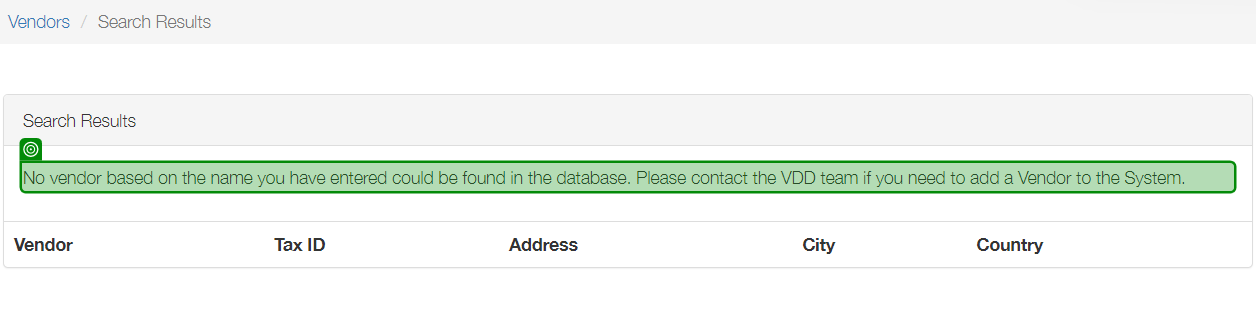 Vendors / Search Results
Search Results
No vendor based on the name you have entered could be found in the database. Please contact the VDD team if you need to add a Vendor to the System.
Vendor Tax ID Address City Country